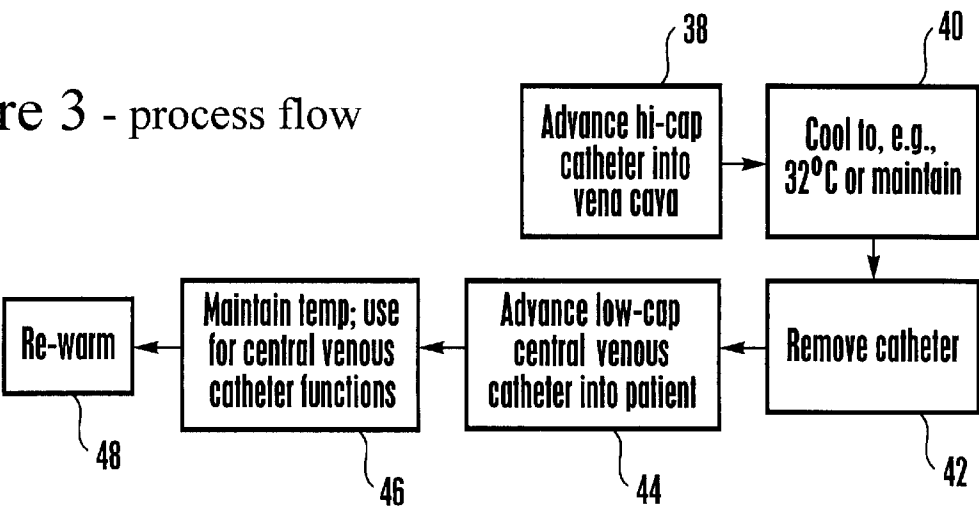 re 3 - process flow
38
40
Advance hi-cap
catheter into
vena cava
Cool to, e.g.,
32°C or maintain
Remove catheter
42
Advance low-cap
central venous
catheter into patient
44
Maintain temp; use
for central venous
catheter functions
46
Re-warm
48